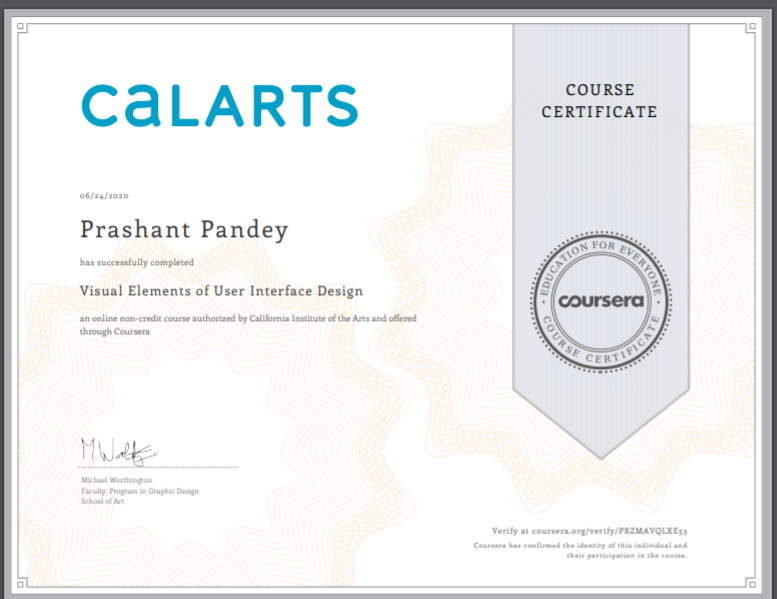 CALARTS
COURSE
CERTIFICATE
06/24/2020
Prashant Pandey
has successfully completed
Visual Elements of User Interface Design
an online non-credit course authorized by California Institute of the Arts and offered
through Coursera
EDUCATION FOR EVERYONE
coursera
COURSE CERTIFICATE
Michael Worthington
Faculty, Program in Graphic Design
School of Art
Verify at coursera.org/verify/PBZMAVQLXE53
Coursera has confirmed the identity of this individual and
their participation in the course.